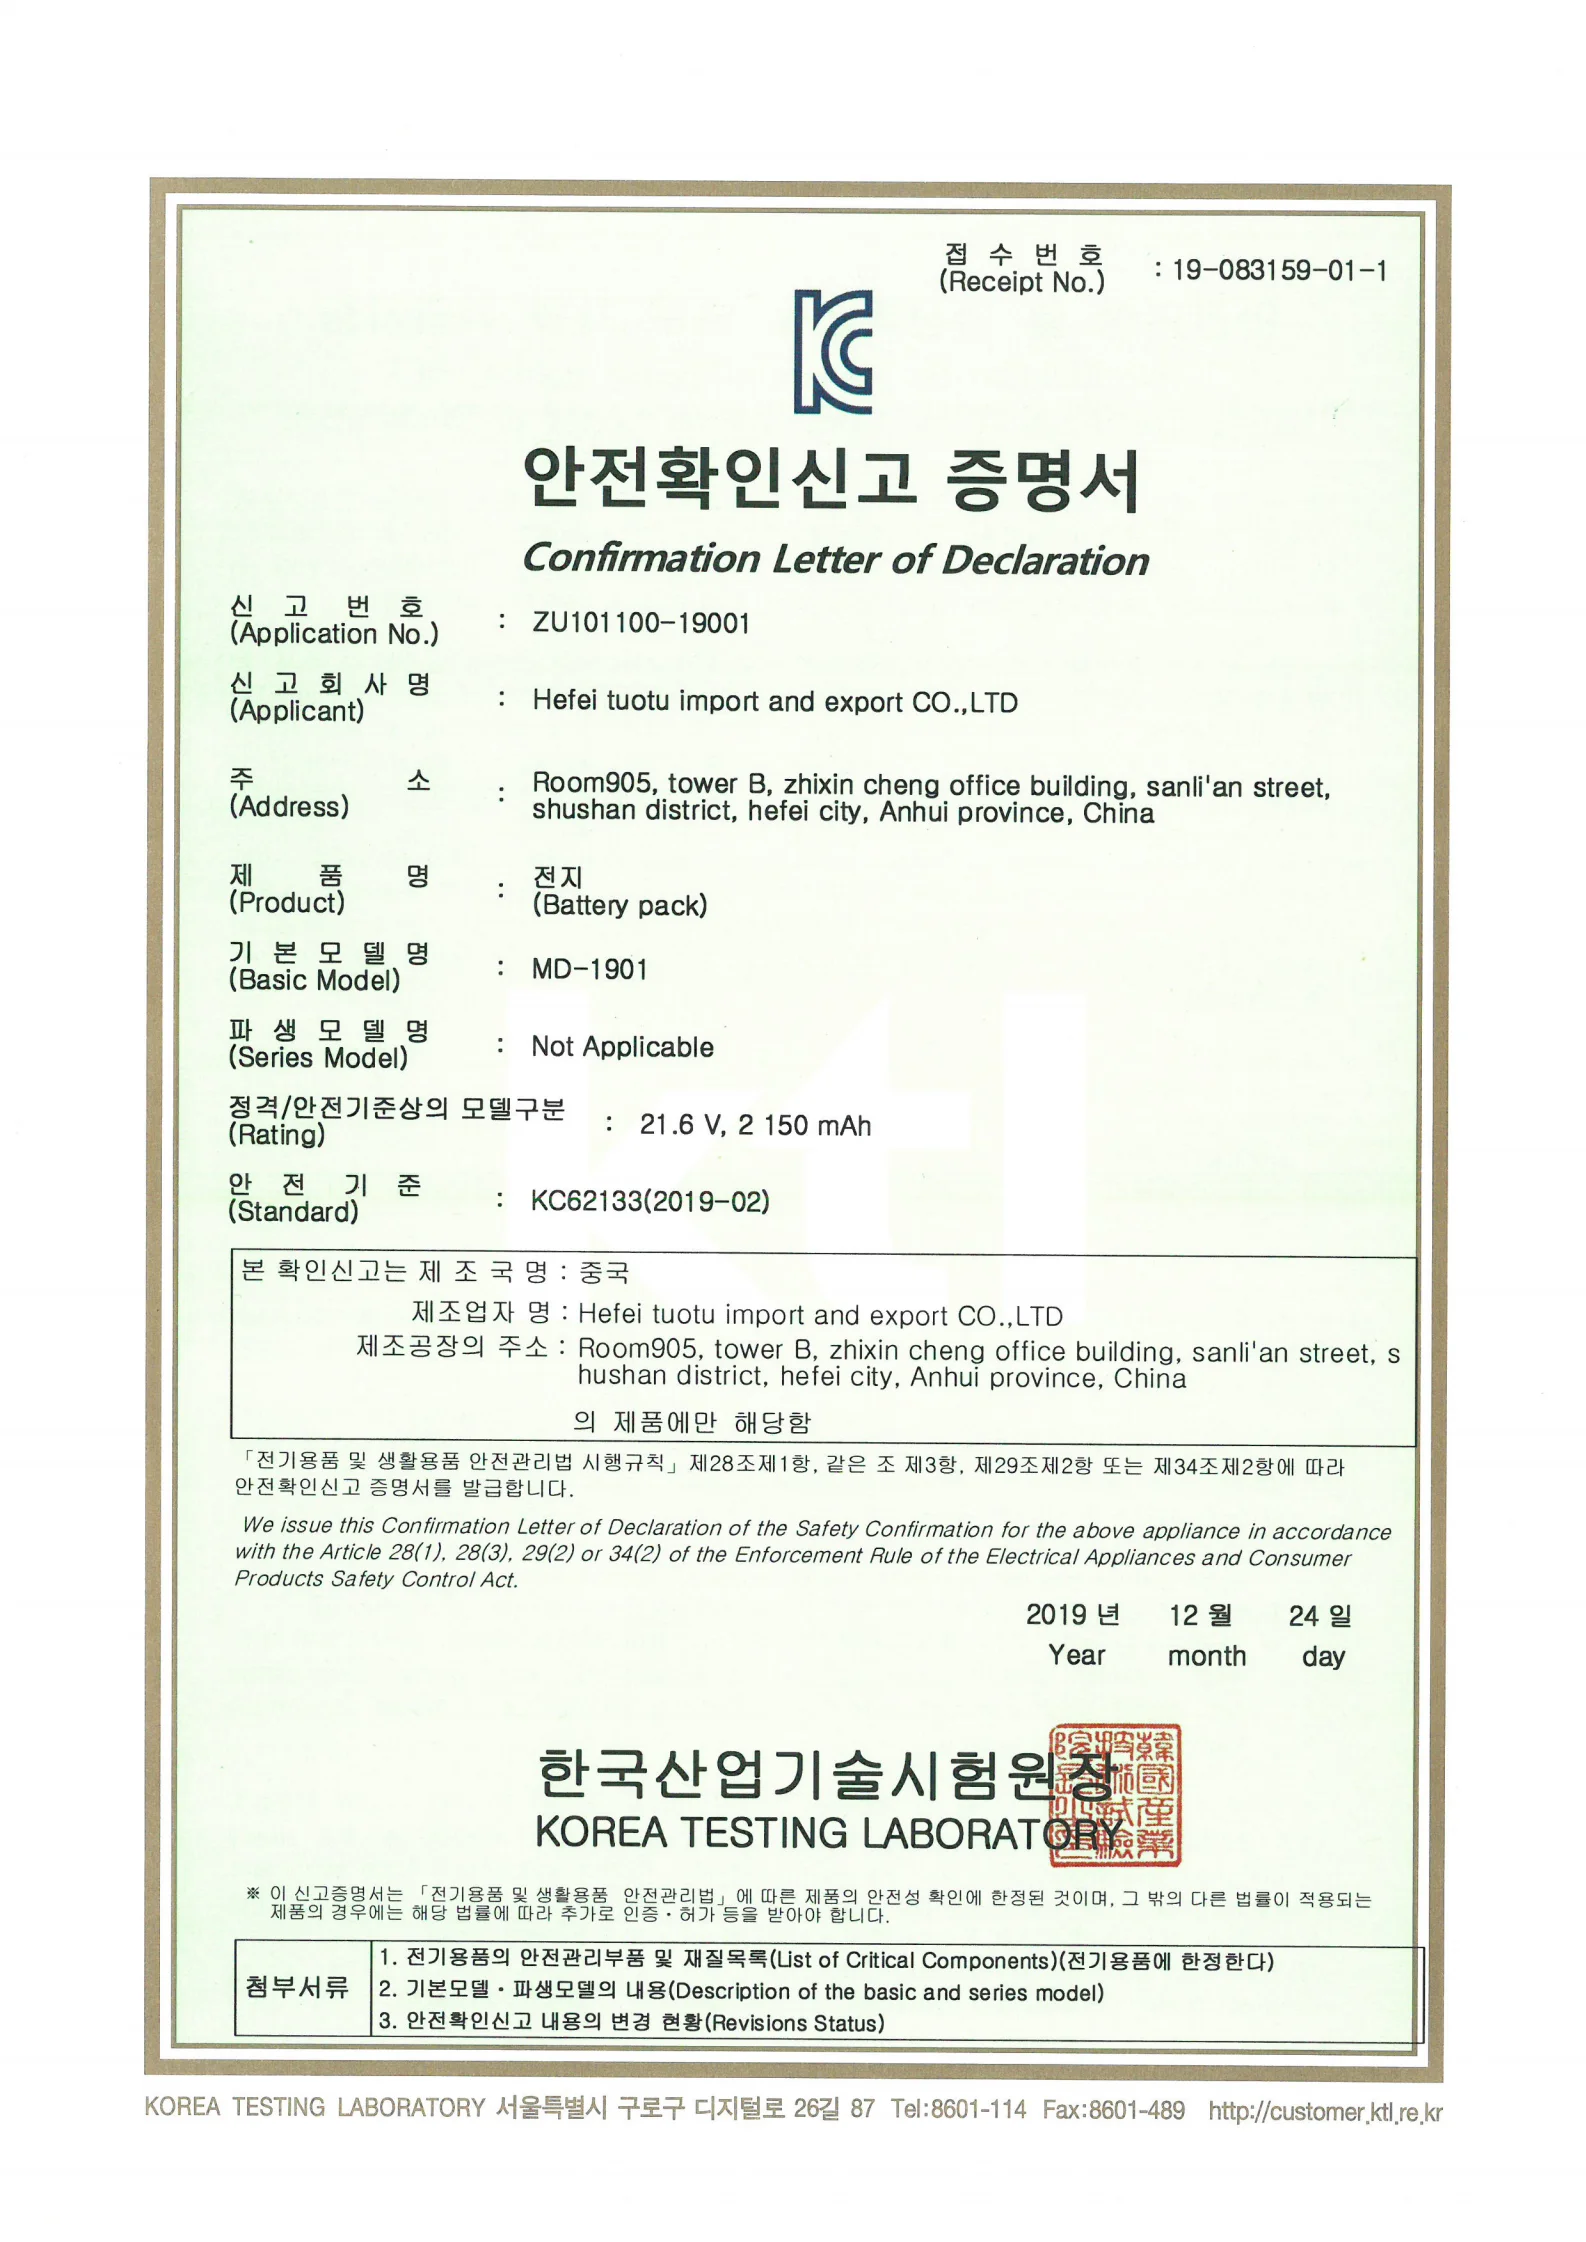 접 수 번 호
(Receipt No.) : 19-083159-01-1
KC
안전확인신고 증명서
Confirmation Letter of Declaration
신 고 번 호
(Application No.) : ZU101100-19001
신 고 회 사 명
(Applicant) : Hefei tuotu import and export CO.,LTD
주 소
(Address) : Room905, tower B, zhixin cheng office building, sanli'an street,
shushan district, hefei city, Anhui province, China
제 품 명 : 전지
(Product) (Battery pack)
기 본 모 델 명
(Basic Model) : MD-1901
파 생 모 델 명
(Series Model) : Not Applicable
정격/안전기준상의 모델구분
(Rating) : 21.6 V, 2 150 mAh
안 전 기 준
(Standard) : KC62133(2019-02)
ktl
본 확인신고는 제 조 국 명 : 중국
제조업자 명 : Hefei tuotu import and export CO.,LTD
제조공장의 주소 : Room905, tower B, zhixin cheng office building, sanli'an street, s
hushan district, hefei city, Anhui province, China
의 제품에만 해당함
「전기용품 및 생활용품 안전관리법 시행규칙」 제28조제1항, 같은 조 제3항, 제29조제2항 또는 제34조제2항에 따라
안전확인신고 증명서를 발급합니다.
We issue this Confirmation Letter of Declaration of the Safety Confirmation for the above appliance in accordance
with the Article 28(1), 28(3), 29(2) or 34(2) of the Enforcement Rule of the Electrical Appliances and Consumer
Products Safety Control Act.
2019 년 12 월 24 일
Year month day
한국산업기술시험원장
KOREA TESTING LABORATORY
※ 이 신고증명서는 「전기용품 및 생활용품 안전관리법」에 따른 제품의 안전성 확인에 한정된 것이며, 그 밖의 다른 법률이 적용되는
제품의 경우에는 해당 법률에 따라 추가로 인증·허가 등을 받아야 합니다.
첨부서류
1. 전기용품의 안전관리부품 및 재질목록(List of Critical Components)(전기용품에 한정한다)
2. 기본모델·파생모델의 내용(Description of the basic and series model)
3. 안전확인신고 내용의 변경 현황(Revisions Status)
KOREA TESTING LABORATORY 서울특별시 구로구 디지털로 26길 87 Tel:8601-114 Fax:8601-489 http://customer.ktl.re.kr